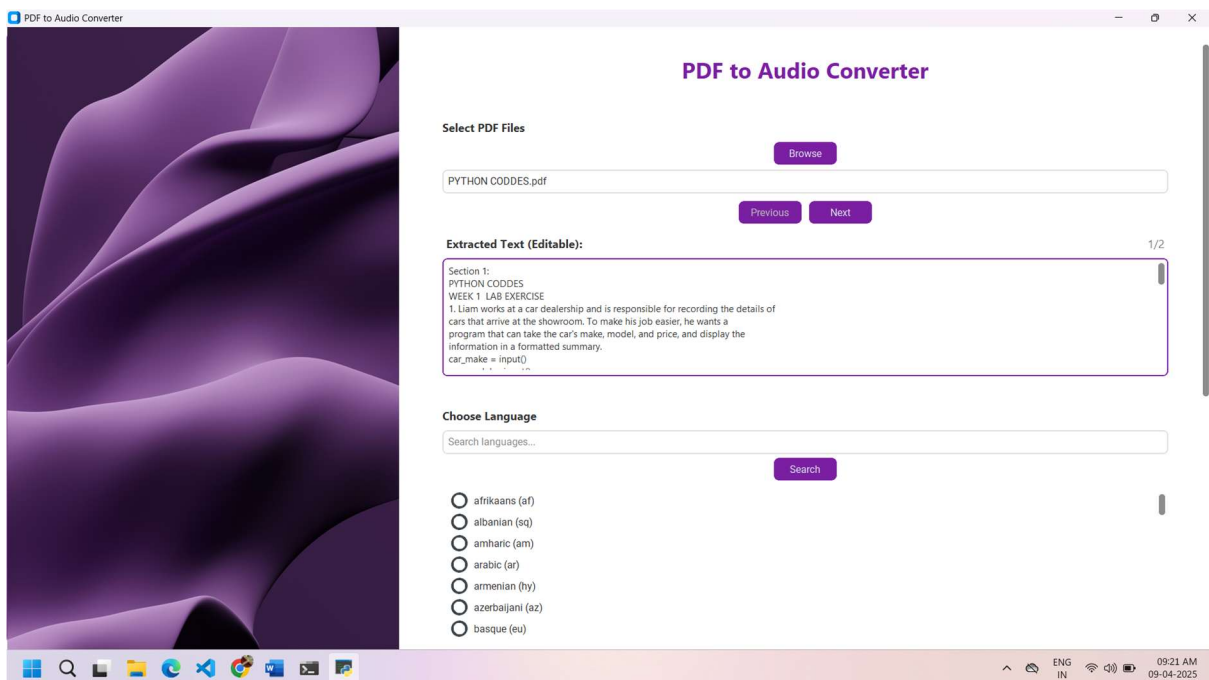 PDF to Audio Converter
PDF to Audio Converter
Select PDF Files
Browse
PYTHON CODDES.pdf
Previous Next
Extracted Text (Editable): 1/2
Section 1:
PYTHON CODDES
WEEK 1 LAB EXERCISE
1. Liam works at a car dealership and is responsible for recording the details of
cars that arrive at the showroom. To make his job easier, he wants a
program that can take the car's make, model, and price, and display the
information in a formatted summary.
car_make = input()
Choose Language
Search languages...
Search
afrikaans (af)
albanian (sq)
amharic (am)
arabic (ar)
armenian (hy)
azerbaijani (az)
basque (eu)
ENG
IN
09:21 AM
09-04-2025